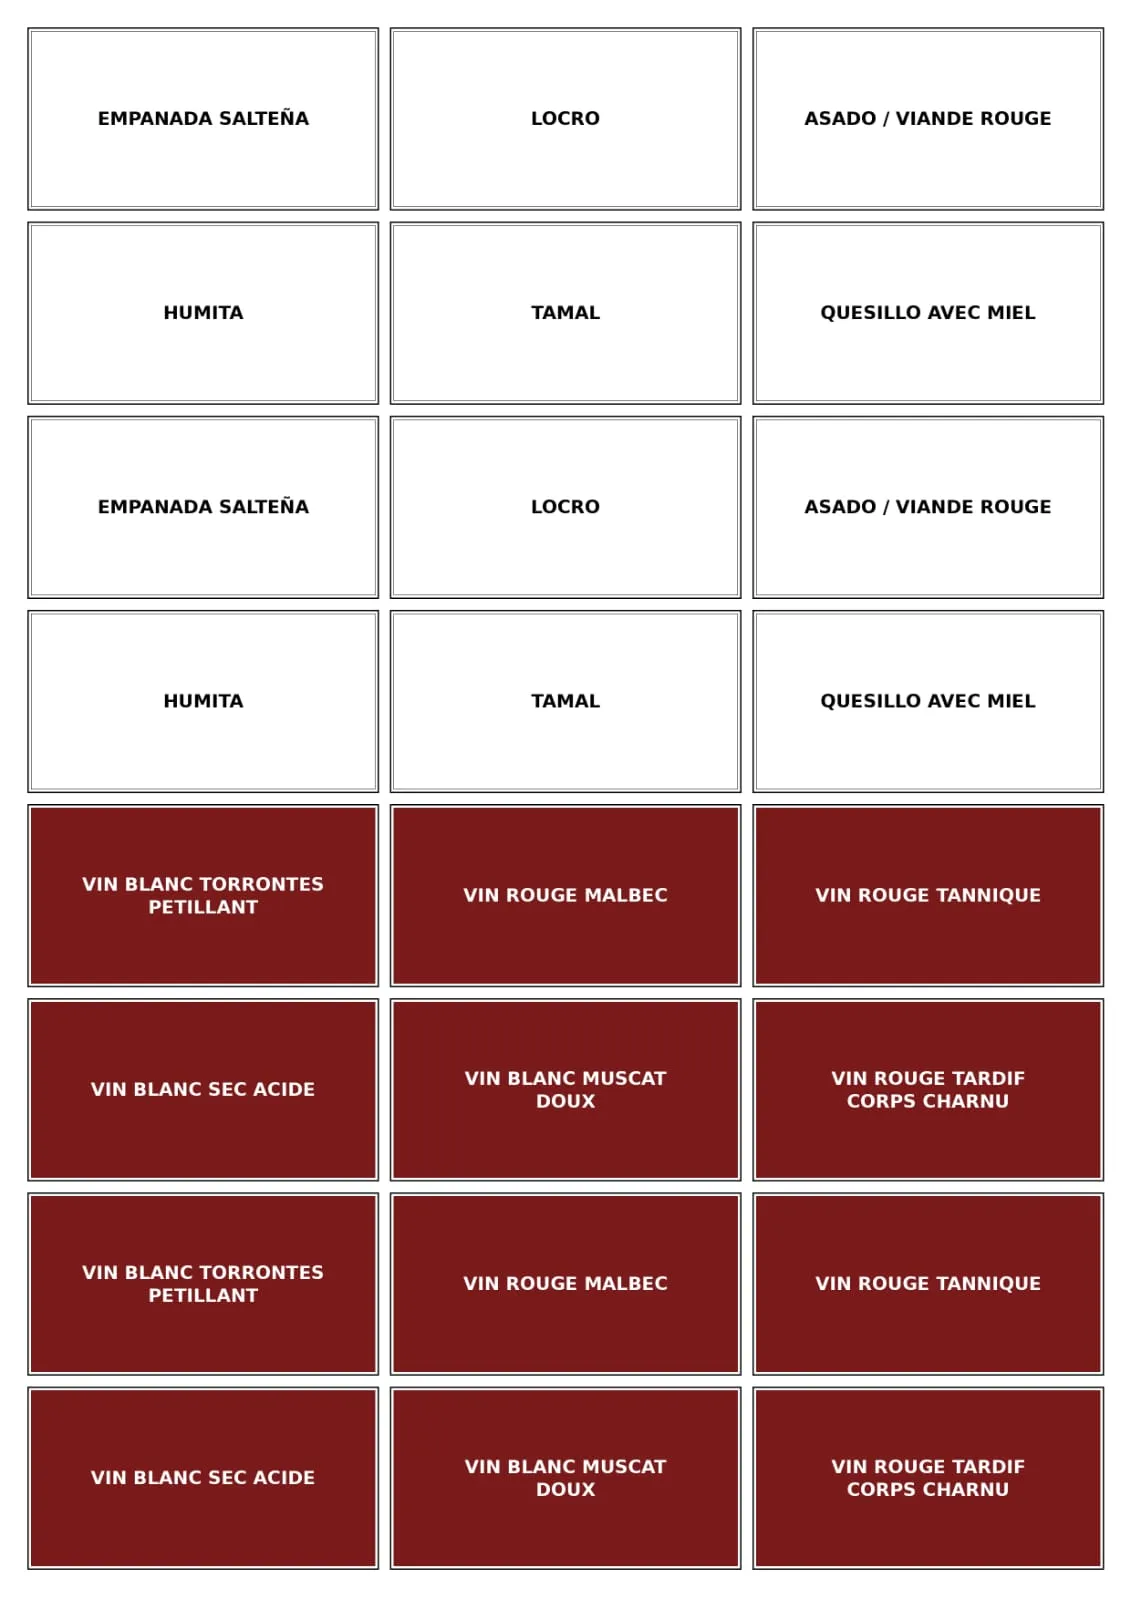 EMPANADA SALTEÑA
LOCRO
ASADO / VIANDE ROUGE
HUMITA
TAMAL
QUESILLO AVEC MIEL
EMPANADA SALTEÑA
LOCRO
ASADO / VIANDE ROUGE
HUMITA
TAMAL
QUESILLO AVEC MIEL
VIN BLANC TORRONTES
PETILLANT
VIN ROUGE MALBEC
VIN ROUGE TANNIQUE
VIN BLANC SEC ACIDE
VIN BLANC MUSCAT
DOUX
VIN ROUGE TARDIF
CORPS CHARNU
VIN BLANC TORRONTES
PETILLANT
VIN ROUGE MALBEC
VIN ROUGE TANNIQUE
VIN BLANC SEC ACIDE
VIN BLANC MUSCAT
DOUX
VIN ROUGE TARDIF
CORPS CHARNU